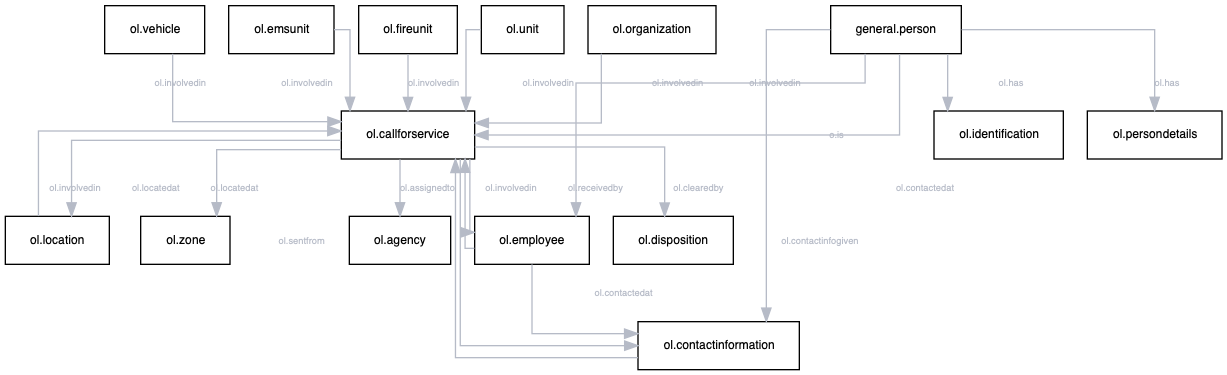 ol.vehicle
ol.emsunit
ol.fireunit
ol.unit
ol.organization
general.person
ol.involvedin
ol.involvedin
ol.involvedin
ol.involvedin
ol.involvedin
ol.involvedin
ol.has
ol.has
ol.callforservice
o.is
ol.identification
ol.persondetails
ol.involvedin
ol.locatedat
ol.locatedat
ol.assignedto
ol.involvedin
ol.receivedby
ol.clearedby
ol.contactedat
ol.location
ol.zone
ol.sentfrom
ol.agency
ol.employee
ol.disposition
ol.contactinfogiven
ol.contactedat
ol.contactinformation